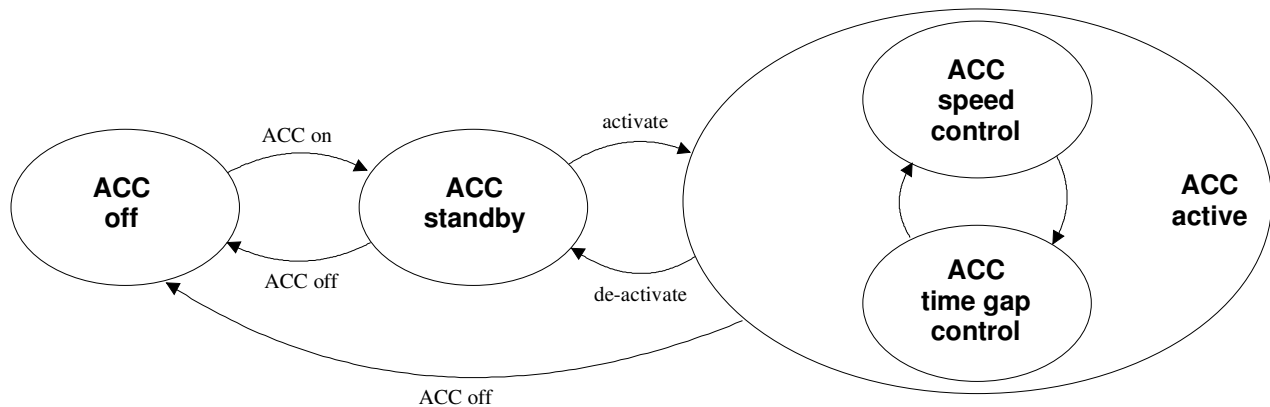 ACC
off
ACC on
ACC off
ACC
standby
activate
de-activate
ACC
speed
control
ACC
time gap
control
ACC
active
ACC off